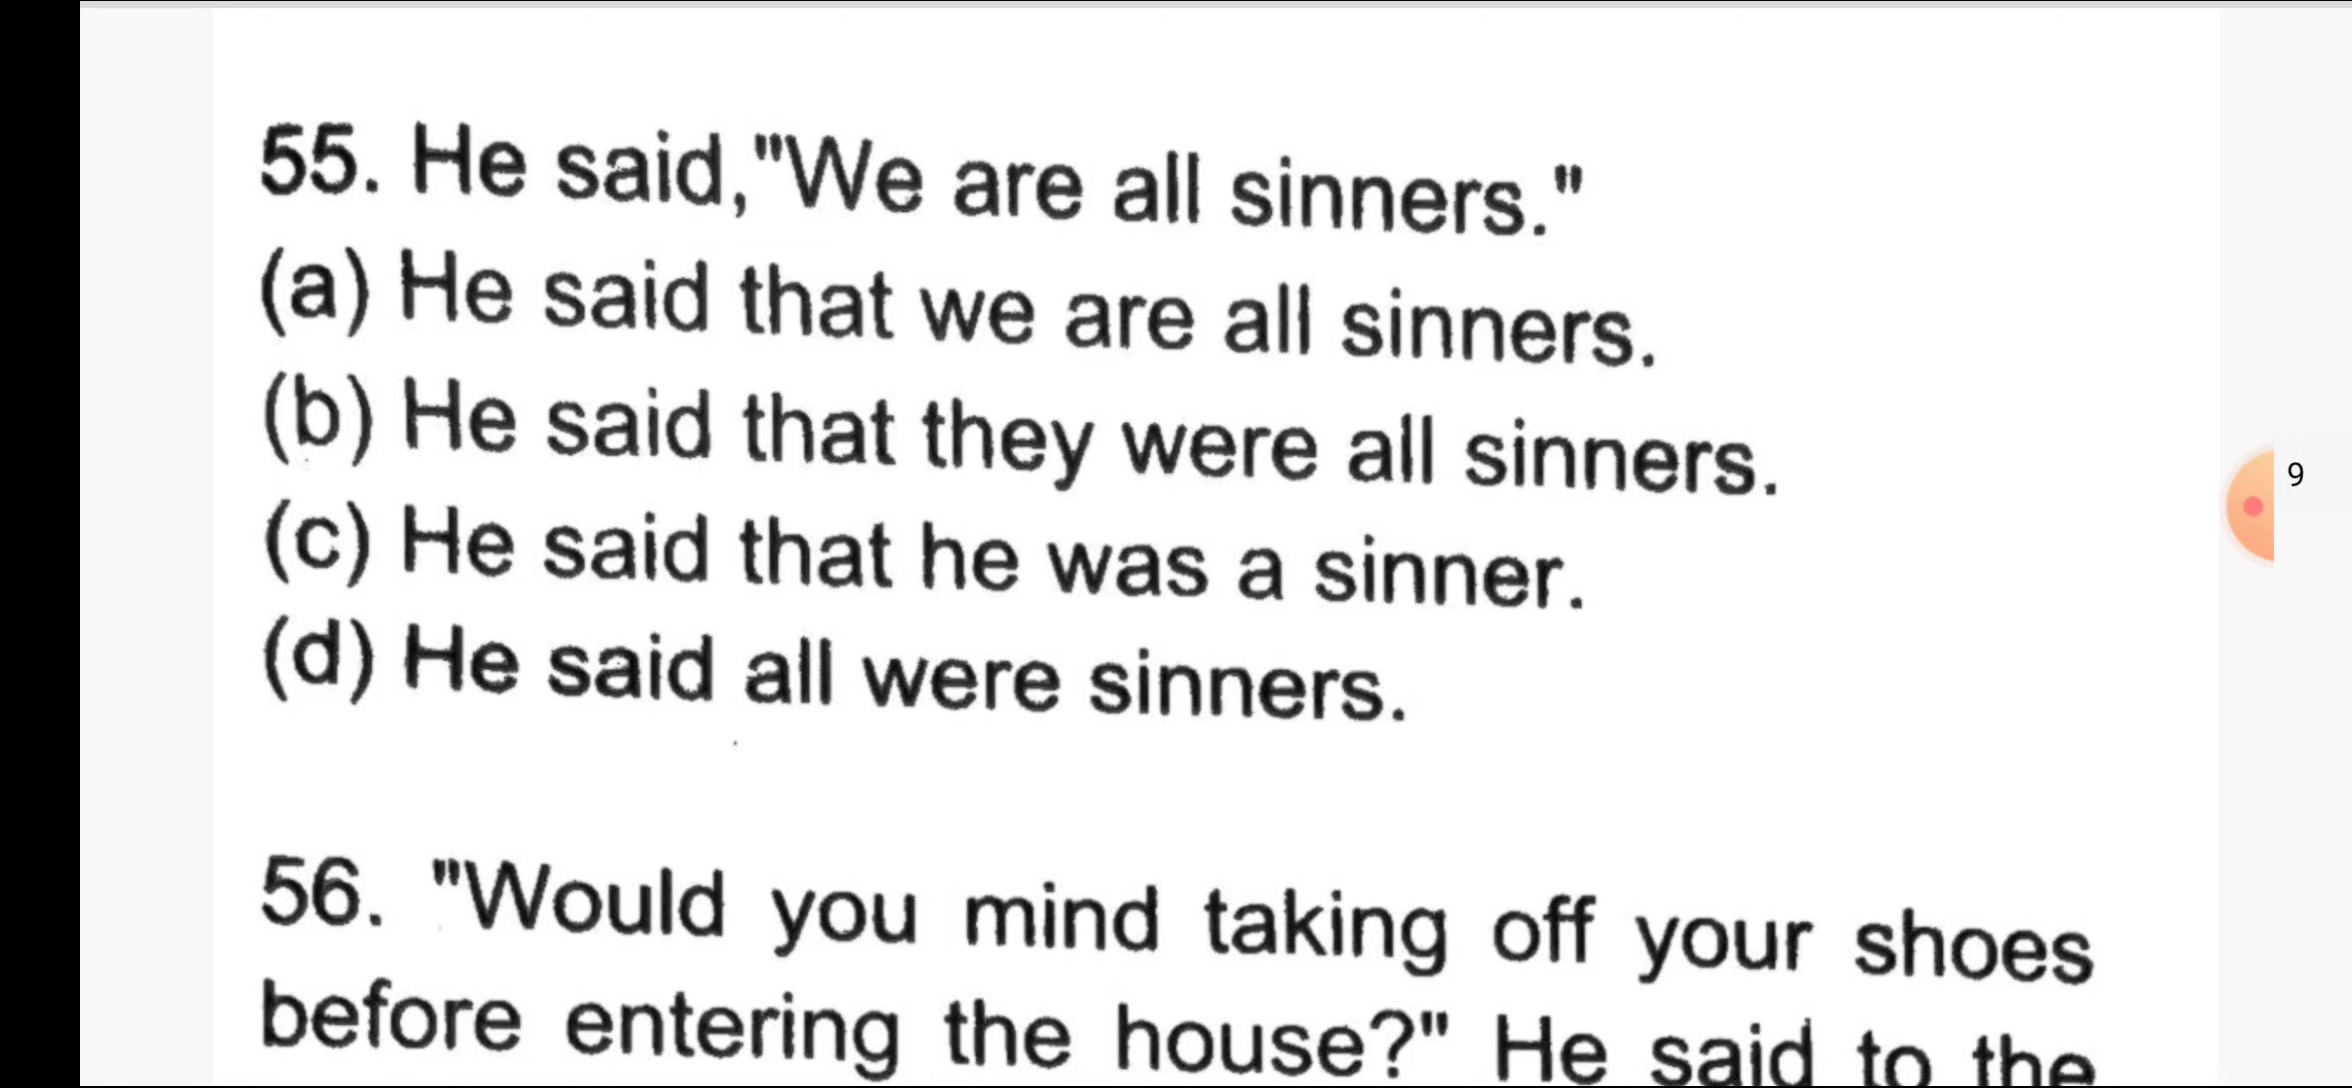 55. He said,"We are all sinners."
(a) He said that we are all sinners.
(b) He said that they were all sinners.
(c) He said that he was a sinner.
(d) He said all were sinners.
9
56. "Would you mind taking off your shoes
before entering the house?" He said to the